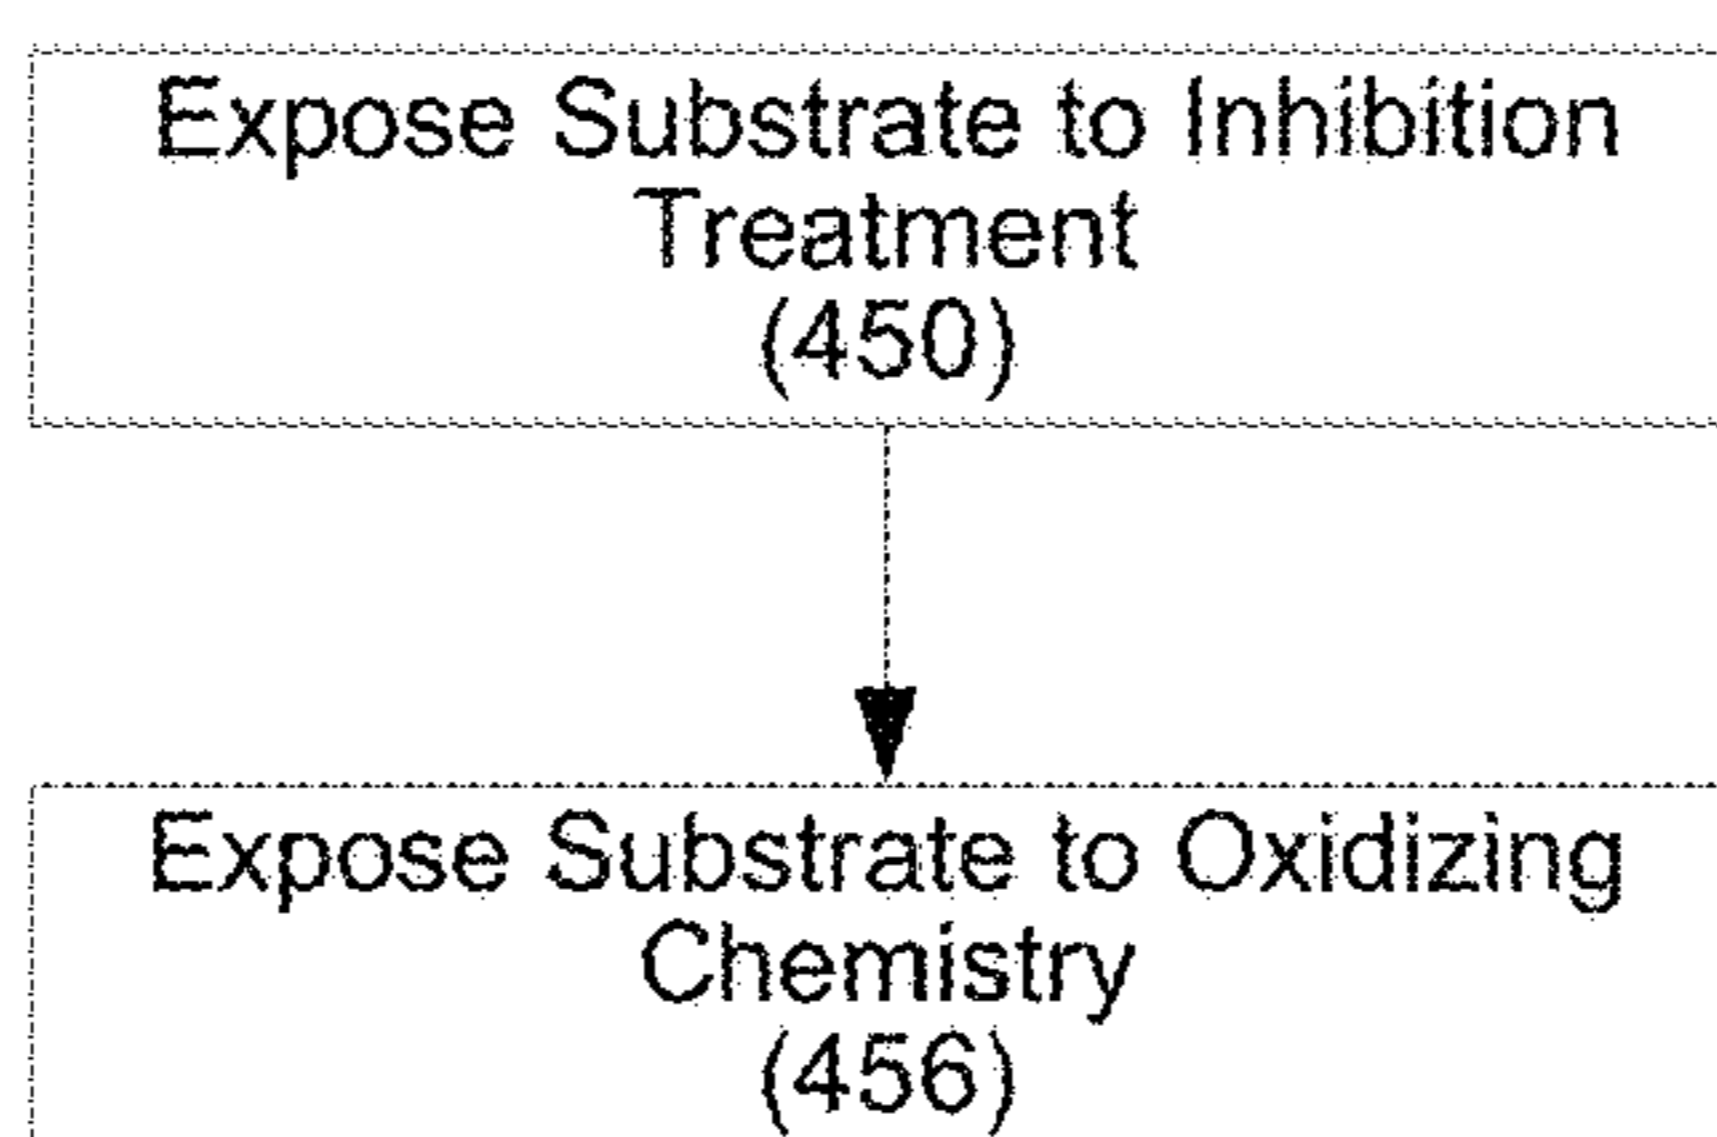 Expose Substrate to Inhibition
Treatment
(450)
Expose Substrate to Oxidizing
Chemistry
(456)